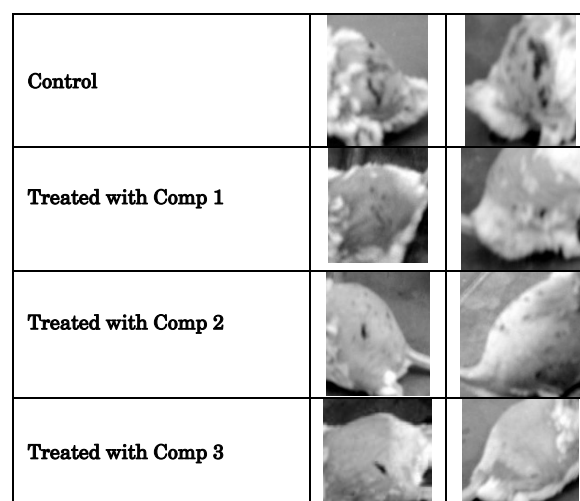 Control
Treated with Comp 1
Treated with Comp 2
Treated with Comp 3